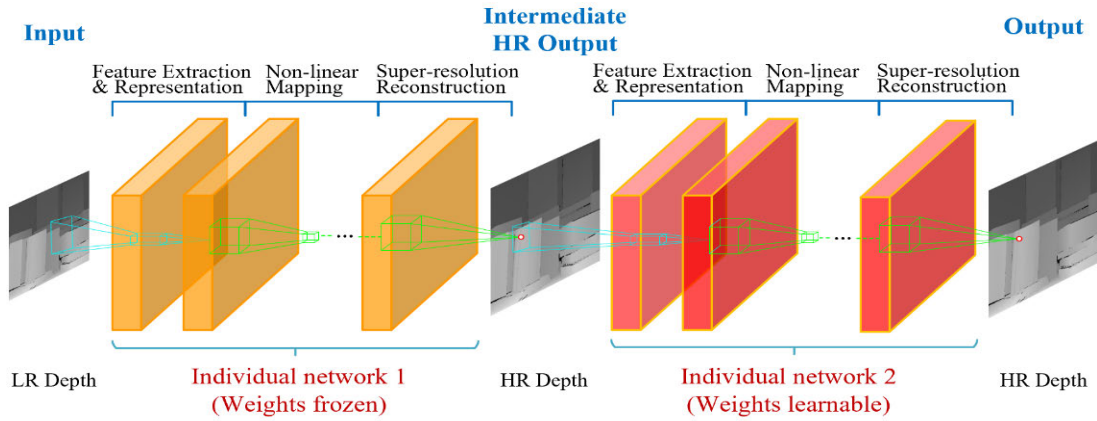 Input
Intermediate
HR Output
Output
Feature Extraction
& Representation
Non-linear
Mapping
Super-resolution
Reconstruction
Feature Extraction
& Representation
Non-linear
Mapping
Super-resolution
Reconstruction
...
...
LR Depth
Individual network 1
(Weights frozen)
HR Depth
Individual network 2
(Weights learnable)
HR Depth